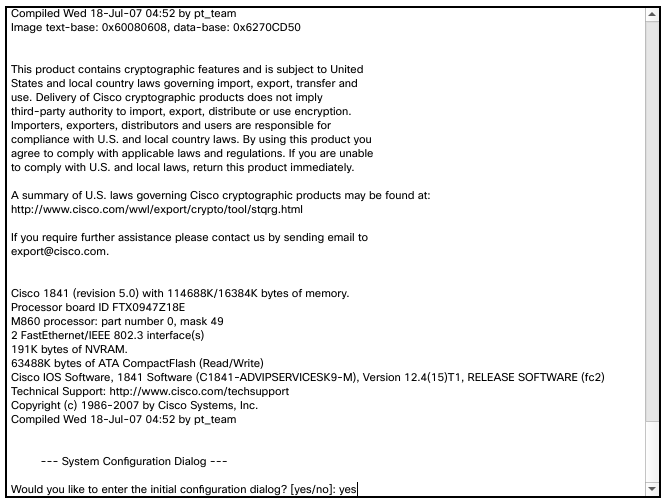 Compiled Wed 18-Jul-07 04:52 by pt_team
Image text-base: 0x60080608, data-base: 0x6270CD50
This product contains cryptographic features and is subject to United
States and local country laws governing import, export, transfer and
use. Delivery of Cisco cryptographic products does not imply
third-party authority to import, export, distribute or use encryption.
Importers, exporters, distributors and users are responsible for
compliance with U.S. and local country laws. By using this product you
agree to comply with applicable laws and regulations. If you are unable
to comply with U.S. and local laws, return this product immediately.
A summary of U.S. laws governing Cisco cryptographic products may be found at:
http://www.cisco.com/wwl/export/crypto/tool/stqrg.html
If you require further assistance please contact us by sending email to
export@cisco.com.
Cisco 1841 (revision 5.0) with 114688K/16384K bytes of memory.
Processor board ID FTX0947Z18E
M860 processor: part number 0, mask 49
2 FastEthernet/IEEE 802.3 interface(s)
191K bytes of NVRAM.
63488K bytes of ATA CompactFlash (Read/Write)
Cisco IOS Software, 1841 Software (C1841-ADVIPSERVICESK9-M), Version 12.4(15)T1, RELEASE SOFTWARE (fc2)
Technical Support: http://www.cisco.com/techsupport
Copyright (c) 1986-2007 by Cisco Systems, Inc.
Compiled Wed 18-Jul-07 04:52 by pt_team
--- System Configuration Dialog ---
Would you like to enter the initial configuration dialog? [yes/no]: yes